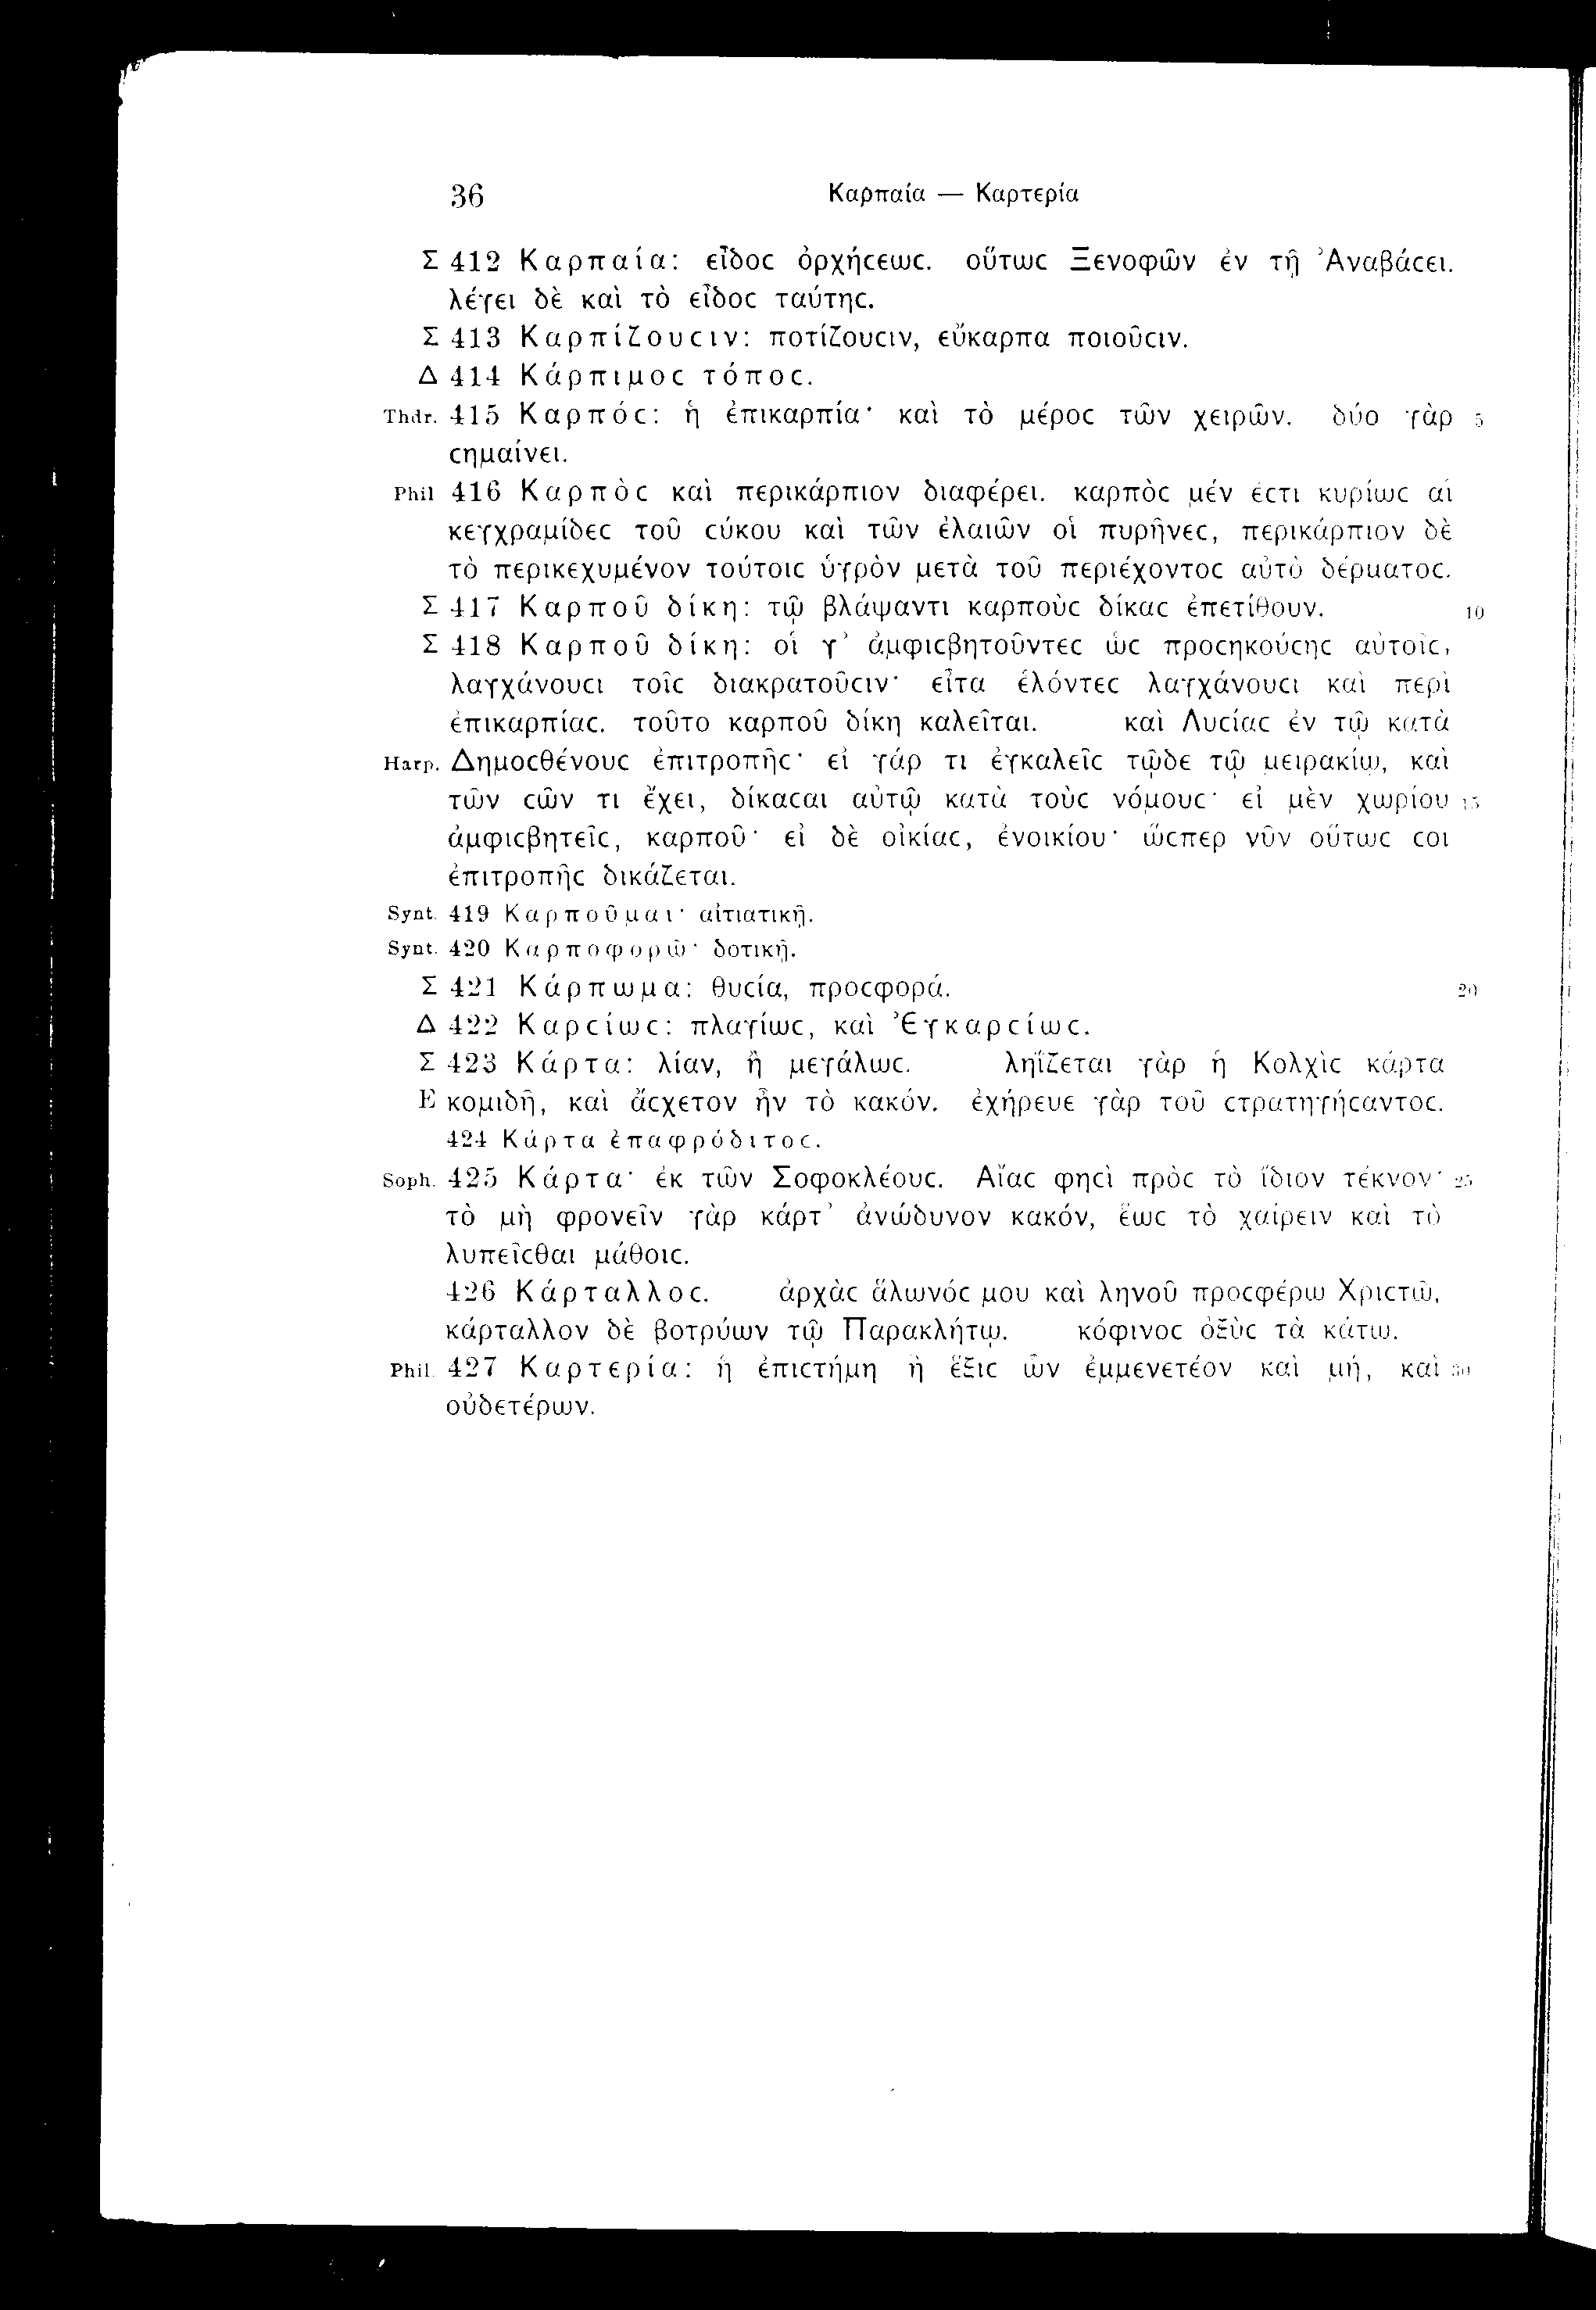 36 Καρπαία — Καρτερία
Σ 412 Καρπαία: εἶδοϲ ὀρχήϲεωϲ. οὕτωϲ Ξενοφῶν ἐν τῇ Ἀναβάϲει.
λέγει δὲ καὶ τὸ εἶδοϲ ταύτηϲ.
Σ 413 Καρπίζουϲιν: ποτίζουϲιν, εὔκαρπα ποιοῦϲιν.
Δ 414 Κάρπιμοϲ τόποϲ.
Thdr. 415 Καρπόϲ: ἡ ἐπικαρπία· καὶ τὸ μέροϲ τῶν χειρῶν. δύο γὰρ 5
ϲημαίνει.
Phil 416 Καρπὸϲ καὶ περικάρπιον διαφέρει. καρπὸϲ μέν ἐϲτι κυρίωϲ αἱ
κεγχραμίδεϲ τοῦ ϲύκου καὶ τῶν ἐλαιῶν οἱ πυρῆνεϲ, περικάρπιον δὲ
τὸ περικεχυμένον τούτοιϲ ὑγρὸν μετὰ τοῦ περιέχοντοϲ αὐτὸ δέρματοϲ.
Σ 417 Καρποῦ δίκη: τῷ βλάψαντι καρποὺϲ δίκαϲ ἐπετίθουν. 10
Σ 418 Καρποῦ δίκη: οἵ γ’ ἀμφιϲβητοῦντεϲ ὡϲ προϲηκούϲηϲ αὐτοῖϲ,
λαγχάνουϲι τοῖϲ διακρατοῦϲιν· εἶτα ἑλόντεϲ λαγχάνουϲι καὶ περὶ
ἐπικαρπίαϲ. τοῦτο καρποῦ δίκη καλεῖται. καὶ Λυϲίαϲ ἐν τῷ κατὰ
Harp. Δημοϲθένουϲ ἐπιτροπῆϲ· εἰ γάρ τι ἐγκαλεῖϲ τῷδε τῷ μειρακίῳ, καὶ
τῶν ϲῶν τι ἔχει, δίκαϲαι αὐτῷ κατὰ τοὺϲ νόμουϲ· εἰ μὲν χωρίου 15
ἀμφιϲβητεῖϲ, καρποῦ· εἰ δὲ οἰκίαϲ, ἐνοικίου· ὥϲπερ νῦν οὕτωϲ ϲοι
ἐπιτροπῆϲ δικάζεται.
Synt. 419 Καρποῦμαι· αἰτιατικῇ.
Synt. 420 Καρποφορῶ· δοτικῇ.
Σ 421 Κάρπωμα: θυϲία, προϲφορά. 20
Δ 422 Καρϲίωϲ: πλαγίωϲ, καὶ Ἐγκαρϲίωϲ.
Σ 423 Κάρτα: λίαν, ἢ μεγάλωϲ. ληΐζεται γὰρ ἡ Κολχὶϲ κάρτα
E κομιδῇ, καὶ ἄϲχετον ἦν τὸ κακόν. ἐχήρευε γὰρ τοῦ ϲτρατηγήϲαντοϲ.
424 Κάρτα ἐπαφρόδιτοϲ.
Soph. 425 Κάρτα· ἐκ τῶν Σοφοκλέουϲ. Αἴαϲ φηϲὶ πρὸϲ τὸ ἴδιον τέκνον· 25
τὸ μὴ φρονεῖν γὰρ κάρτ’ ἀνώδυνον κακόν, ἕωϲ τὸ χαίρειν καὶ τὸ
λυπεῖϲθαι μάθοιϲ.
426 Κάρταλλοϲ. ἀρχὰϲ ἅλωνόϲ μου καὶ ληνοῦ προϲφέρω Χριϲτῷ,
κάρταλλον δὲ βοτρύων τῷ Παρακλήτῳ. κόφινοϲ ὀξὺϲ τὰ κάτω.
Phil. 427 Καρτερία: ἡ ἐπιϲτήμη ἢ ἕξιϲ ὧν ἐμμενετέον καὶ μή, καὶ 30
οὐδετέρων.